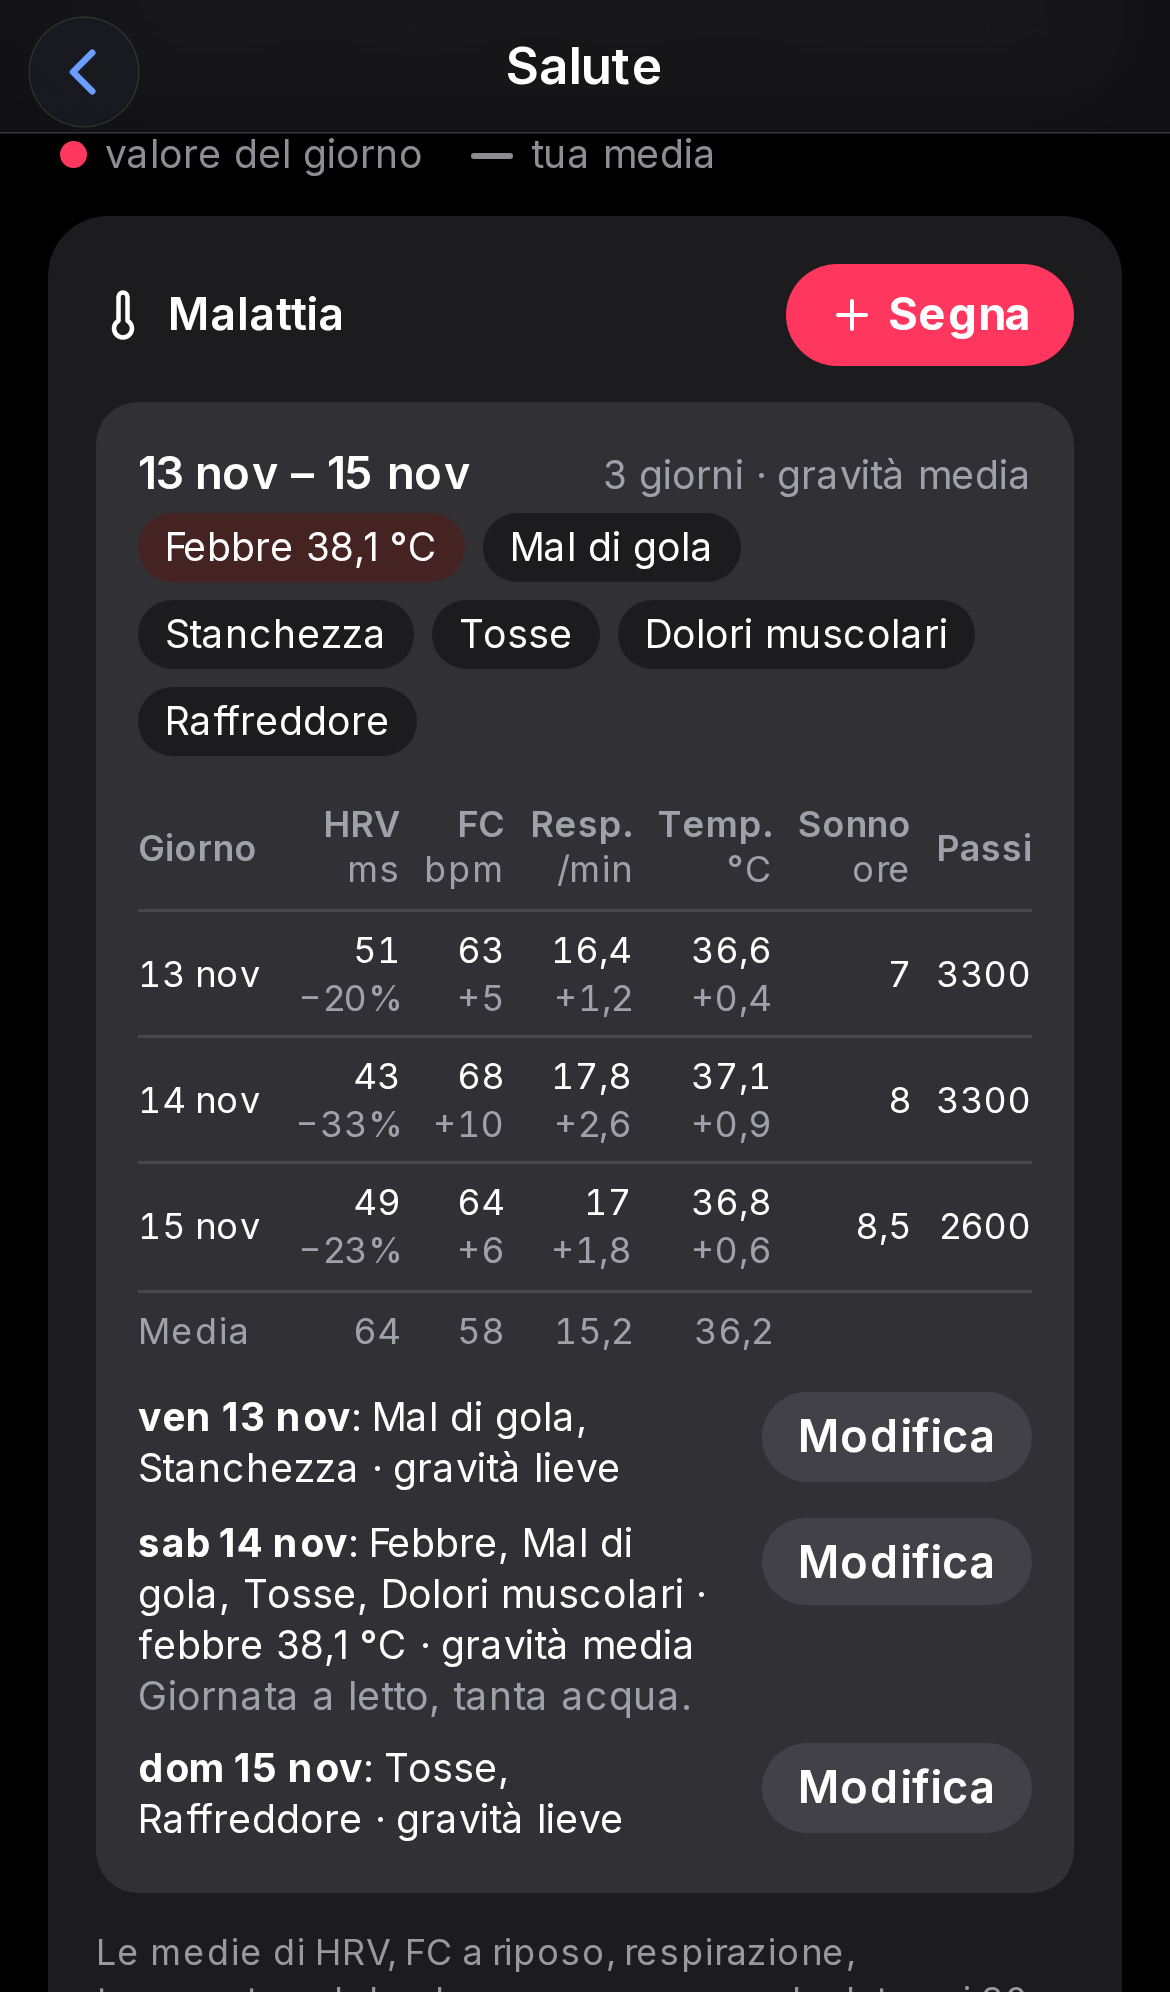 Salute
valore del giorno — tua media
Malattia
+ Segna
13 nov – 15 nov 3 giorni · gravità media
Febbre 38,1 °C Mal di gola
Stanchezza Tosse Dolori muscolari
Raffreddore
Giorno HRV ms FC bpm Resp. /min Temp. °C Sonno ore Passi
13 nov 51 63 16,4 36,6 7 3300
−20% +5 +1,2 +0,4
14 nov 43 68 17,8 37,1 8 3300
−33% +10 +2,6 +0,9
15 nov 49 64 17 36,8 8,5 2600
−23% +6 +1,8 +0,6
Media 64 58 15,2 36,2
ven 13 nov: Mal di gola,
Stanchezza · gravità lieve
Modifica
sab 14 nov: Febbre, Mal di
gola, Tosse, Dolori muscolari ·
febbre 38,1 °C · gravità media
Giornata a letto, tanta acqua.
Modifica
dom 15 nov: Tosse,
Raffreddore · gravità lieve
Modifica
Le medie di HRV, FC a riposo, respirazione,